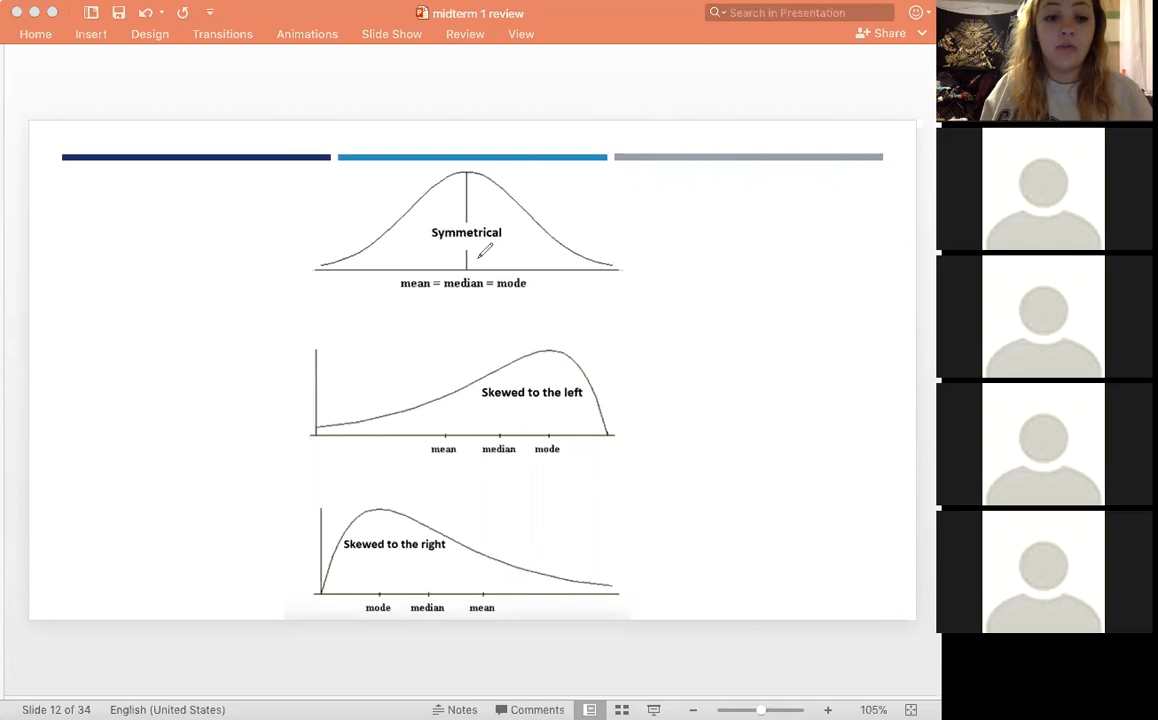 midterm 1 review
Search in Presentation
Home Insert Design Transitions Animations Slide Show Review View Share
Symmetrical
mean = median = mode
Skewed to the left
mean median mode
Skewed to the right
mode median mean
Slide 12 of 34 English (United States) Notes Comments 105%